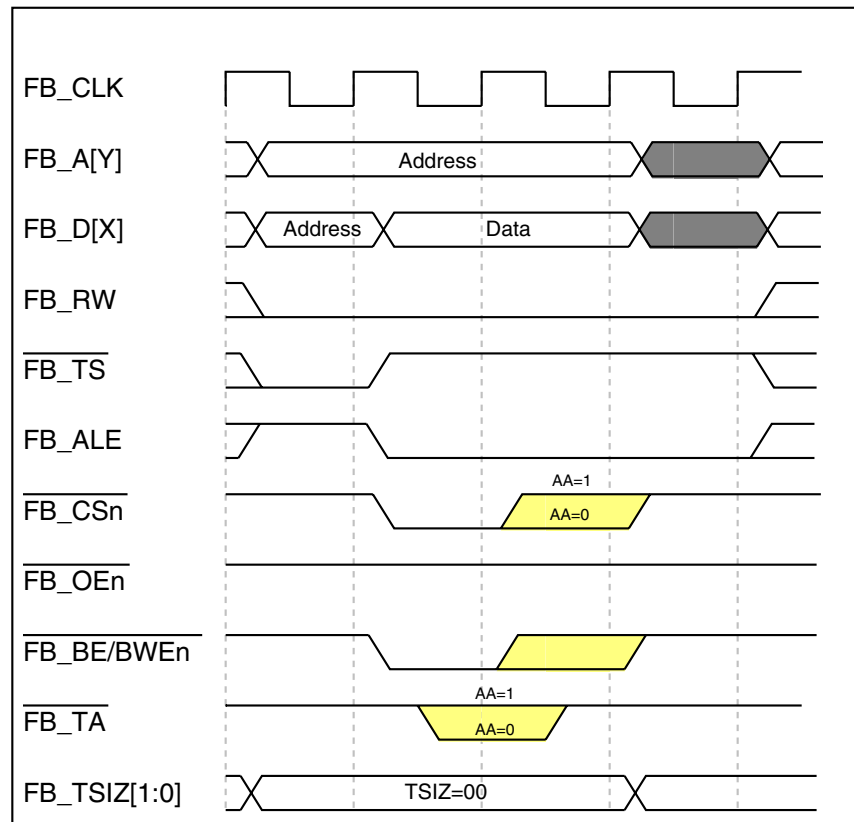 FB_CLK
FB_A[Y]
Address
FB_D[X]
Address
Data
FB_RW
FB_TS
FB_ALE
AA=1
FB_CSn
AA=0
FB_OEn
FB_BE/BWEn
AA=1
FB_TA
AA=0
FB_TSIZ[1:0]
TSIZ=00